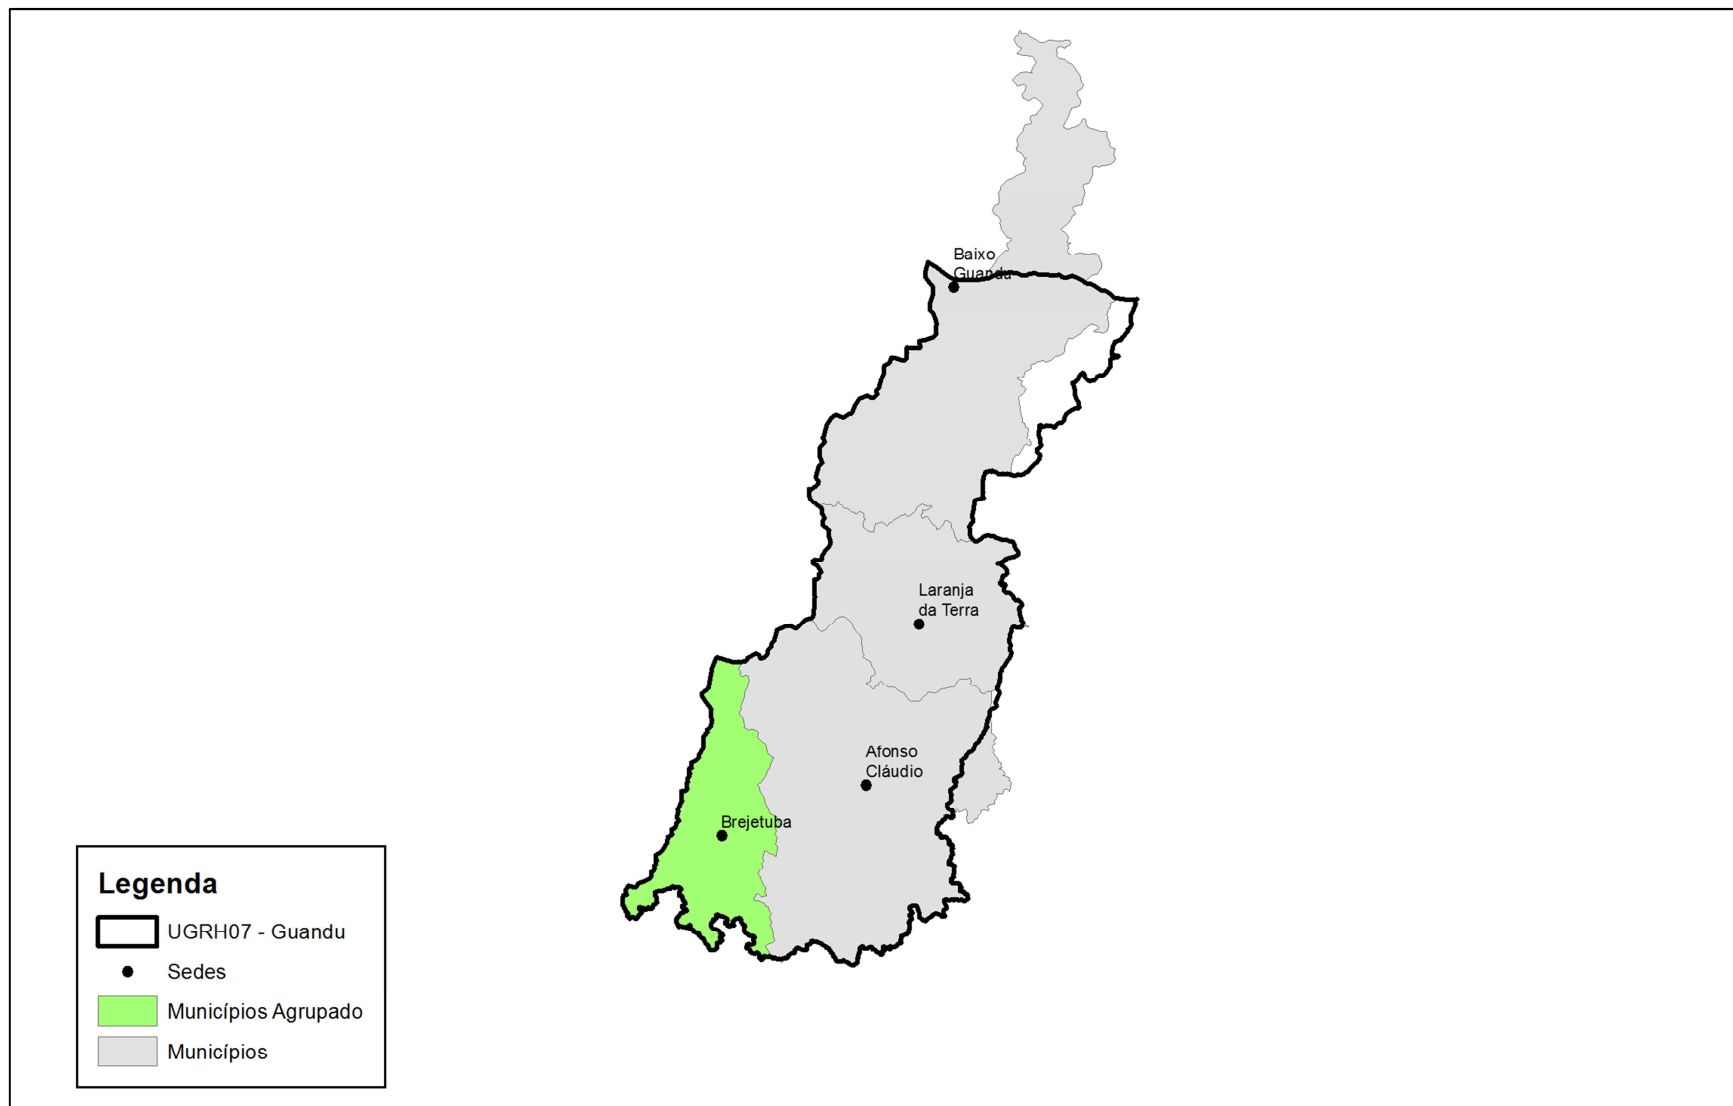 Baixo
Guandu
Laranja
da Terra
Afonso
Cláudio
Brejetuba
Legenda
UGRH07 - Guandu
Sedes
Municípios Agrupado
Municípios